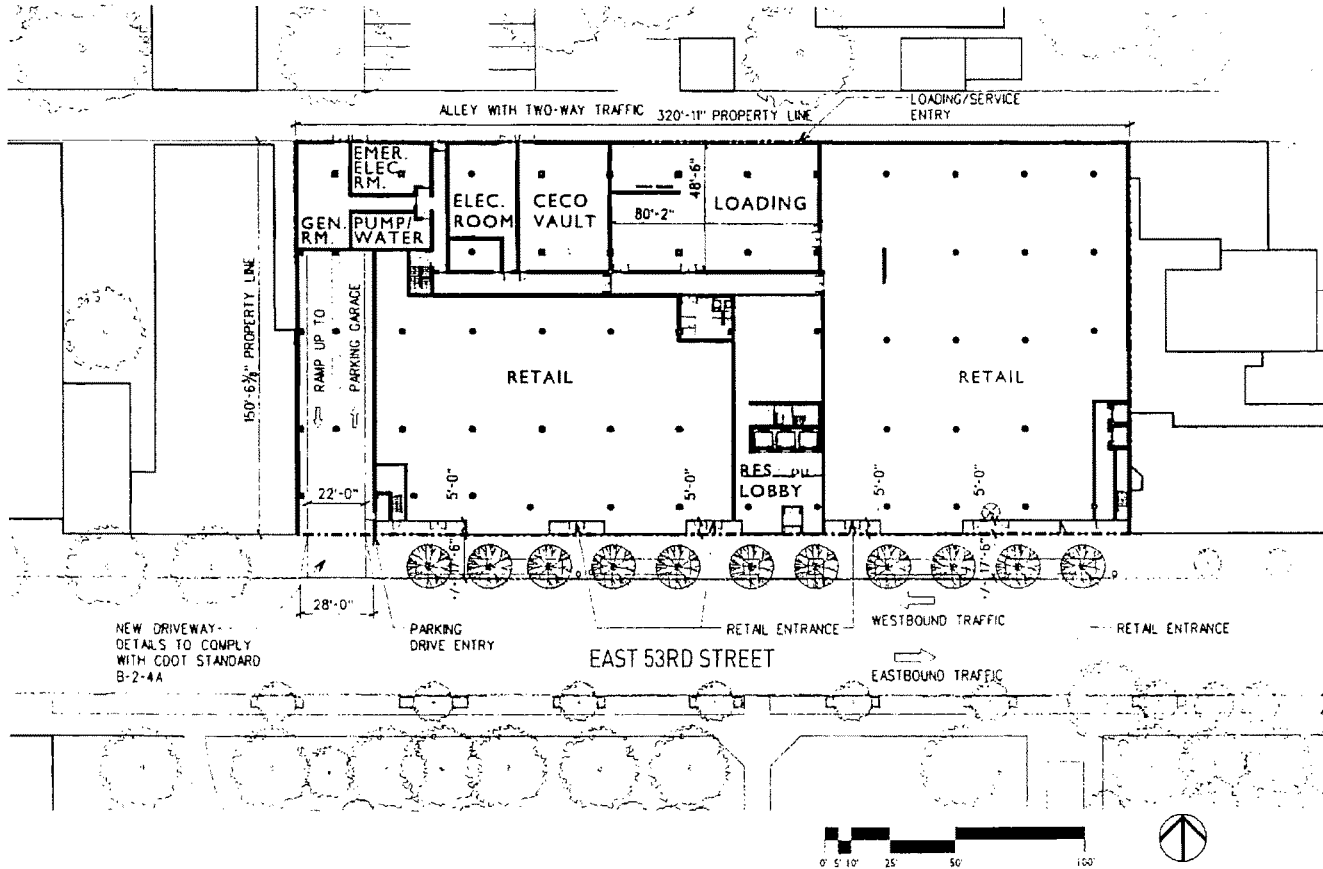 ALLEY WITH TWO-WAY TRAFFIC
320'-11" PROPERTY LINE
LOADING/SERVICE
ENTRY
EMER.
ELEC.
RM.
GEN.
RM.
PUMP/
WATER
ELEC.
ROOM
CECO
VAULT
80'-2"
48'-6"
LOADING
150'-6⅞" PROPERTY LINE
RAMP UP TO
PARKING GARAGE
RETAIL
RETAIL
RES.
LOBBY
22'-0"
5'-0"
5'-0"
5'-0"
5'-0"
+/- 17'-6"
+/- 17'-6"
28'-0"
NEW DRIVEWAY-
DETAILS TO COMPLY
WITH CDOT STANDARD
B-2-4A
PARKING
DRIVE ENTRY
RETAIL ENTRANCE
WESTBOUND TRAFFIC
RETAIL ENTRANCE
EAST 53RD STREET
EASTBOUND TRAFFIC
0' 5' 10' 25' 50' 100'